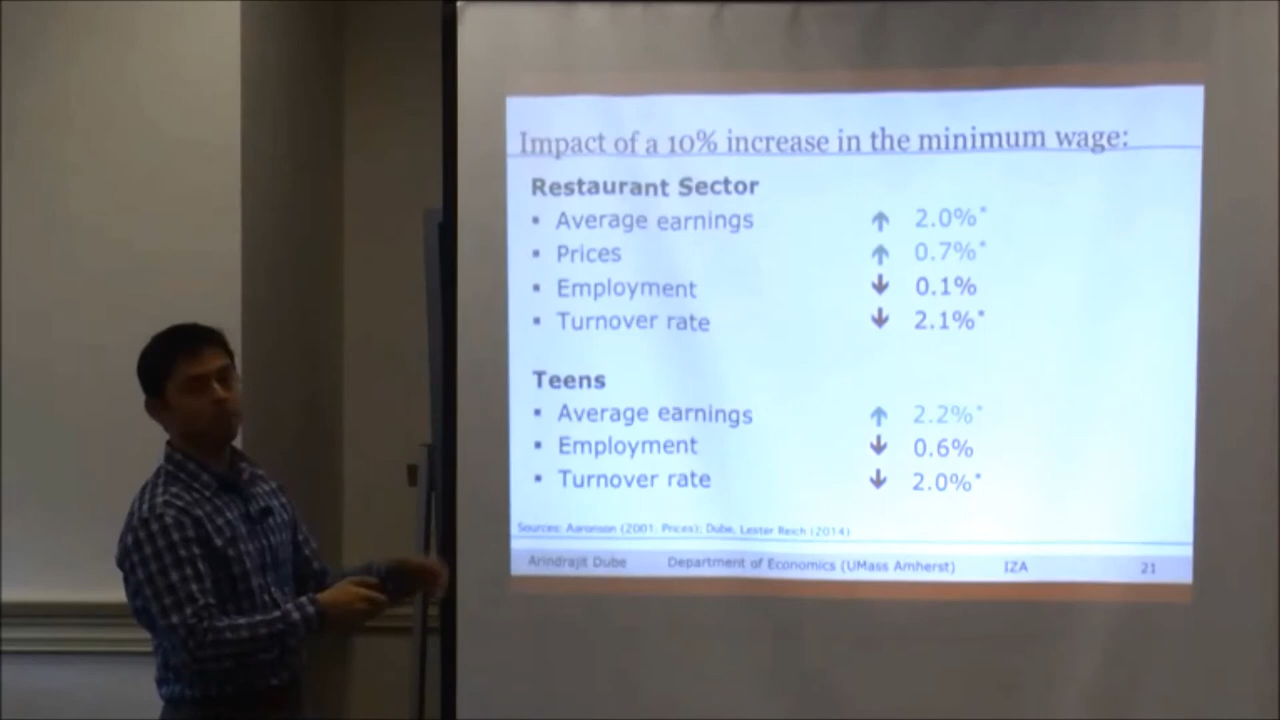 Impact of a 10% increase in the minimum wage:
Restaurant Sector
▪ Average earnings ↑ 2.0%*
▪ Prices ↑ 0.7%*
▪ Employment ↓ 0.1%
▪ Turnover rate ↓ 2.1%*
Teens
▪ Average earnings ↑ 2.2%*
▪ Employment ↓ 0.6%
▪ Turnover rate ↓ 2.0%*
Sources: Aaronson (2001: Prices); Dube, Lester Reich (2014)
Arindrajit Dube Department of Economics (UMass Amherst) IZA 21